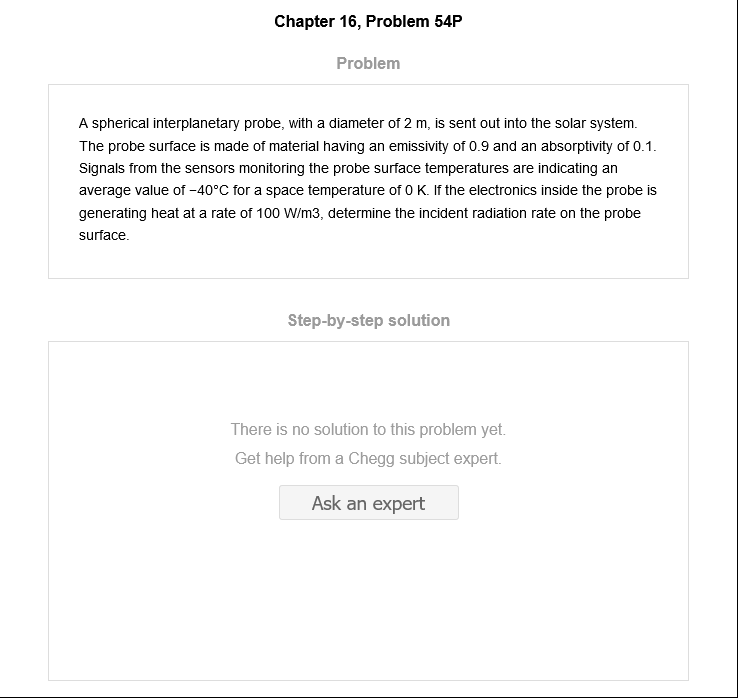 Chapter 16, Problem 54P
Problem
A spherical interplanetary probe, with a diameter of 2 m, is sent out into the solar system.
The probe surface is made of material having an emissivity of 0.9 and an absorptivity of 0.1.
Signals from the sensors monitoring the probe surface temperatures are indicating an
average value of −40°C for a space temperature of 0 K. If the electronics inside the probe is
generating heat at a rate of 100 W/m3, determine the incident radiation rate on the probe
surface.
Step-by-step solution
There is no solution to this problem yet.
Get help from a Chegg subject expert.
Ask an expert